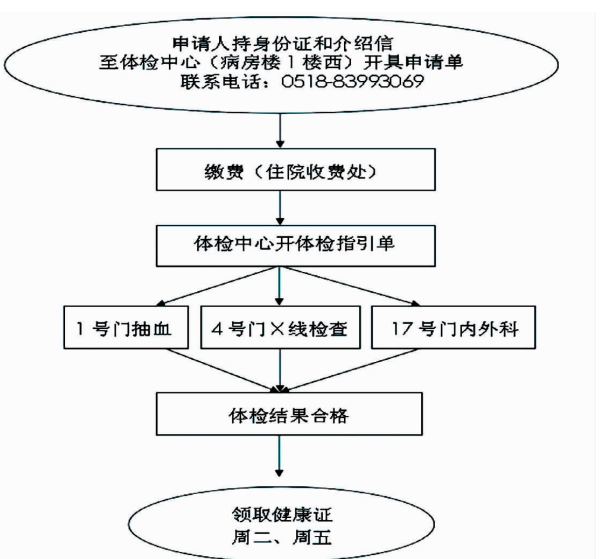 申请人持身份证和介绍信
至体检中心（病房楼1楼西）开具申请单
联系电话：0518-83993069
缴费（住院收费处）
体检中心开体检指引单
1号门抽血
4号门X线检查
17号门内外科
体检结果合格
领取健康证
周二、周五